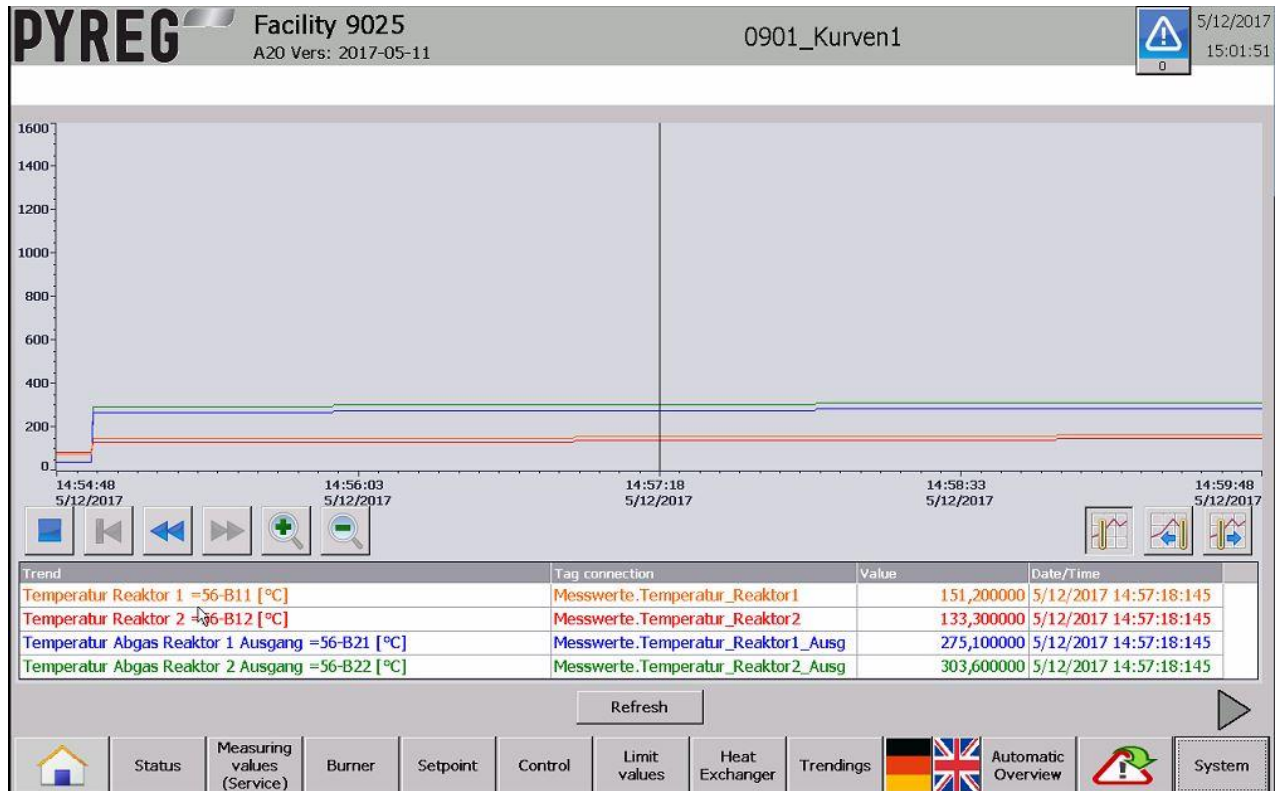 PYREG
Facility 9025
A20 Vers: 2017-05-11
0901_Kurven1
0
5/12/2017
15:01:51
1600
1400
1200
1000
800
600
400
200
0
14:54:48
5/12/2017
14:56:03
5/12/2017
14:57:18
5/12/2017
14:58:33
5/12/2017
14:59:48
5/12/2017
Trend Tag connection Value Date/Time
Temperatur Reaktor 1 =56-B11 [°C] Messwerte.Temperatur_Reaktor1 151,200000 5/12/2017 14:57:18:145
Temperatur Reaktor 2 =56-B12 [°C] Messwerte.Temperatur_Reaktor2 133,300000 5/12/2017 14:57:18:145
Temperatur Abgas Reaktor 1 Ausgang =56-B21 [°C] Messwerte.Temperatur_Reaktor1_Ausg 275,100000 5/12/2017 14:57:18:145
Temperatur Abgas Reaktor 2 Ausgang =56-B22 [°C] Messwerte.Temperatur_Reaktor2_Ausg 303,600000 5/12/2017 14:57:18:145
Refresh
Status
Measuring
values
(Service)
Burner
Setpoint
Control
Limit
values
Heat
Exchanger
Trendings
Automatic
Overview
System